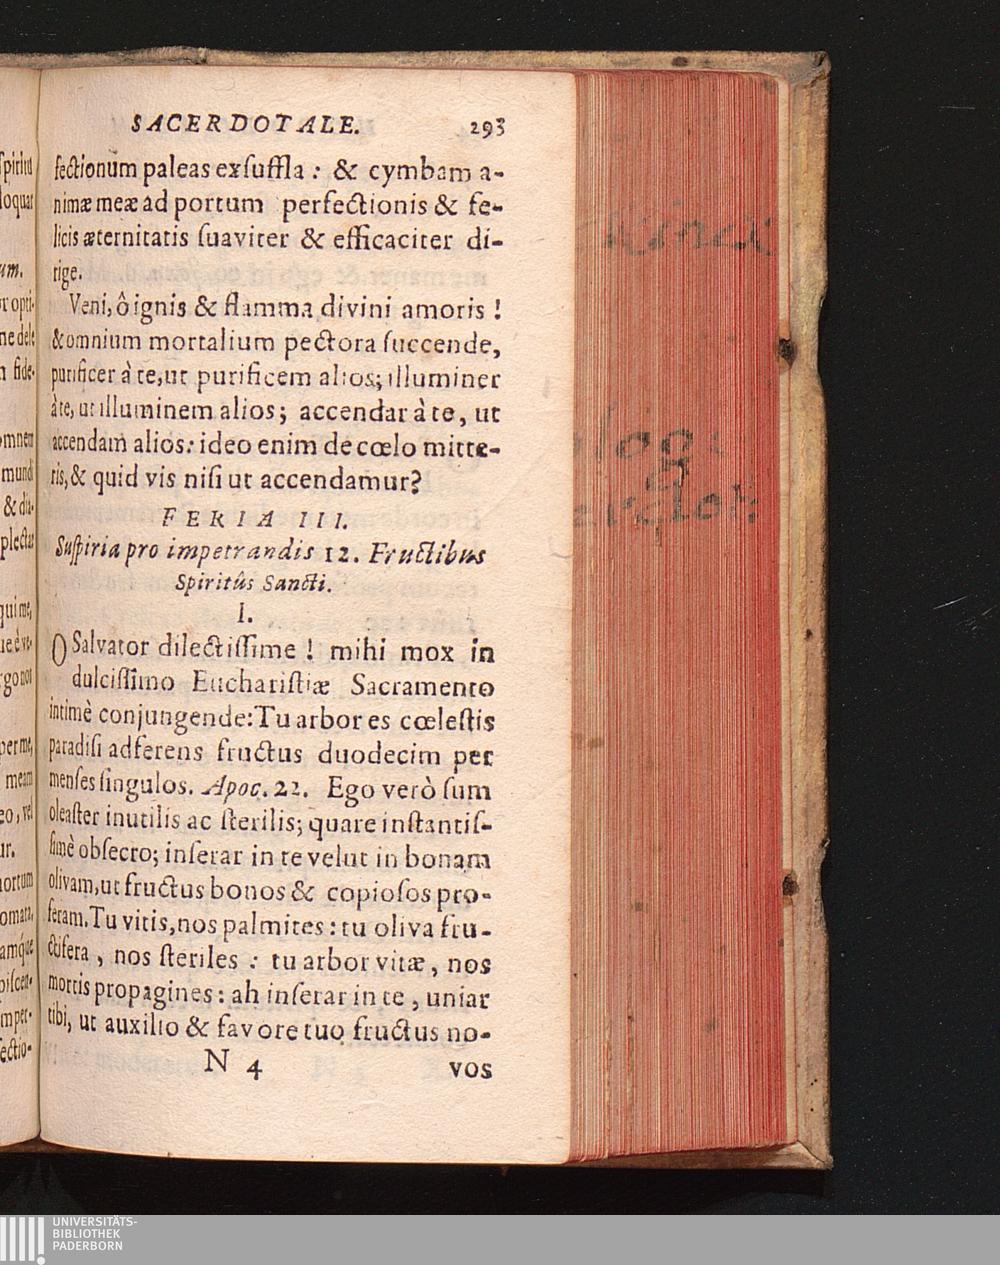 SACERDOTALE. 293
fectionum paleas exsuffla : & cymbam a-
nimæ meæ ad portum perfectionis & fe-
licis æternitatis suaviter & efficaciter di-
rige.
Veni, ô ignis & flamma divini amoris !
& omnium mortalium pectora succende,
purificer à te, ut purificem alios; illuminer
à te, ut illuminem alios; accendar à te, ut
accendam alios: ideo enim de cœlo mitte-
ris, & quid vis nisi ut accendamur?
FERIA III.
Suspiria pro impetrandis 12. Fructibus
Spiritûs Sancti.
I.
O Salvator dilectissime ! mihi mox in
dulcissimo Eucharistiæ Sacramento
intimè conjungende: Tu arbor es cœlestis
paradisi adferens fructus duodecim per
menses singulos. Apoc. 22. Ego verò sum
oleaster inutilis ac sterilis; quare instantis-
simè obsecro; inserar in te velut in bonam
olivam, ut fructus bonos & copiosos pro-
feram. Tu vitis, nos palmites : tu oliva fru-
ctifera, nos steriles : tu arbor vitæ, nos
mortis propagines : ah inserar in te, uniar
tibi, ut auxilio & favore tuo fructus no-
N 4 vos
UNIVERSITÄTS-
BIBLIOTHEK
PADERBORN